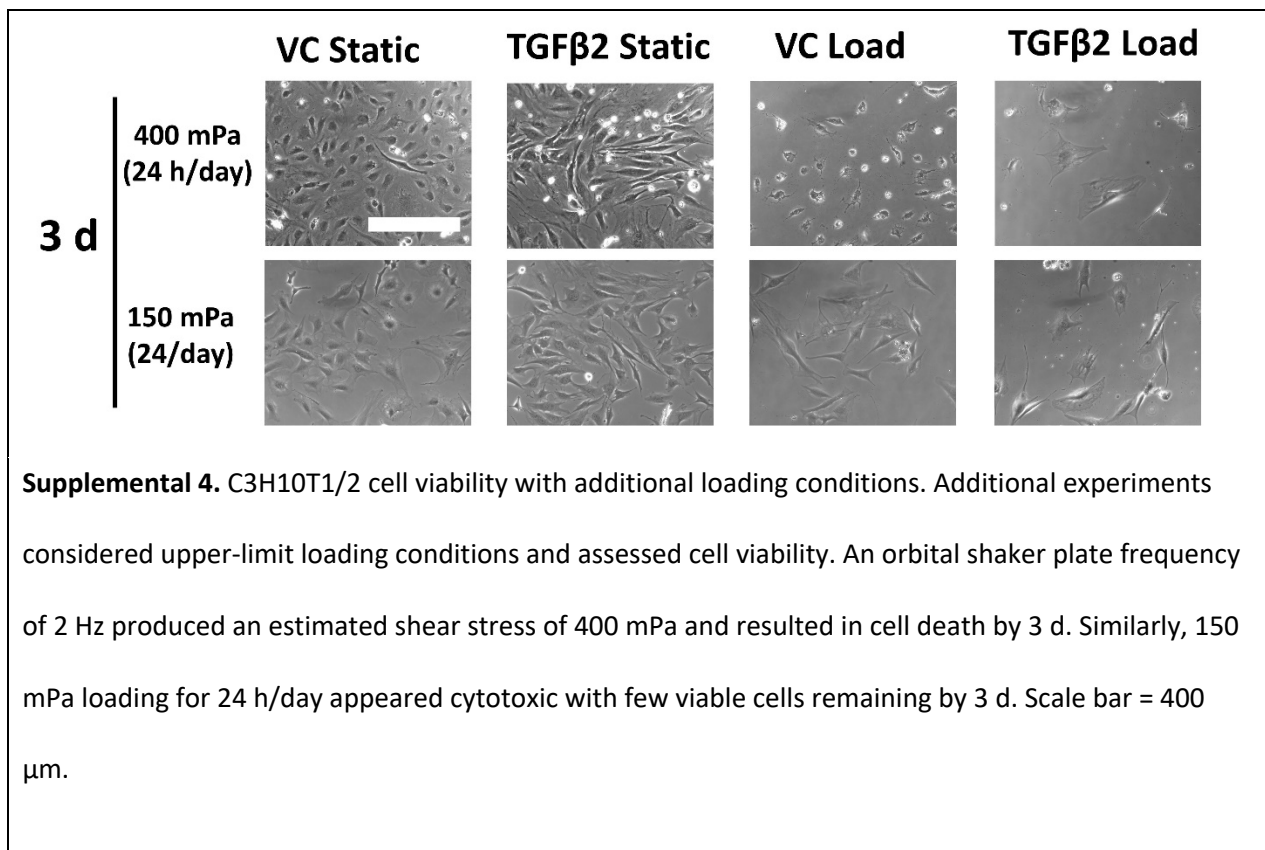 VC Static TGFβ2 Static VC Load TGFβ2 Load
400 mPa
(24 h/day)
3 d
150 mPa
(24/day)
Supplemental 4. C3H10T1/2 cell viability with additional loading conditions. Additional experiments
considered upper-limit loading conditions and assessed cell viability. An orbital shaker plate frequency
of 2 Hz produced an estimated shear stress of 400 mPa and resulted in cell death by 3 d. Similarly, 150
mPa loading for 24 h/day appeared cytotoxic with few viable cells remaining by 3 d. Scale bar = 400
μm.